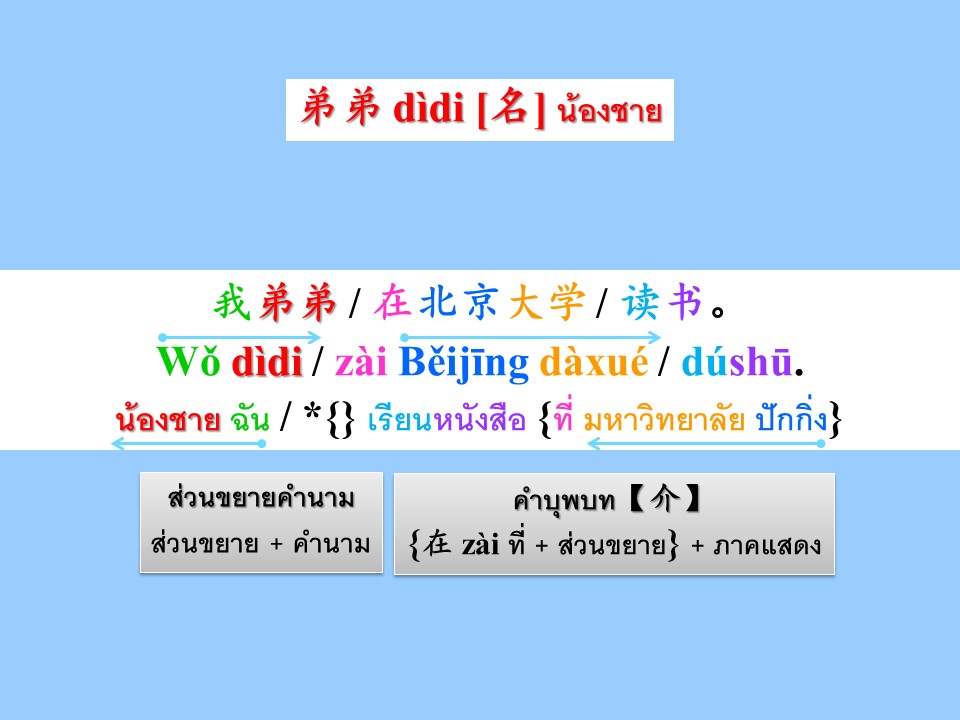 弟弟 dìdi [名] น้องชาย
我弟弟 / 在北京大学 / 读书。
Wǒ dìdi / zài Běijīng dàxué / dúshū.
น้องชาย ฉัน / *{} เรียนหนังสือ {ที่ มหาวิทยาลัย ปักกิ่ง}
ส่วนขยายคำนาม
ส่วนขยาย + คำนาม
คำบุพบท【介】
{在 zài ที่ + ส่วนขยาย} + ภาคแสดง